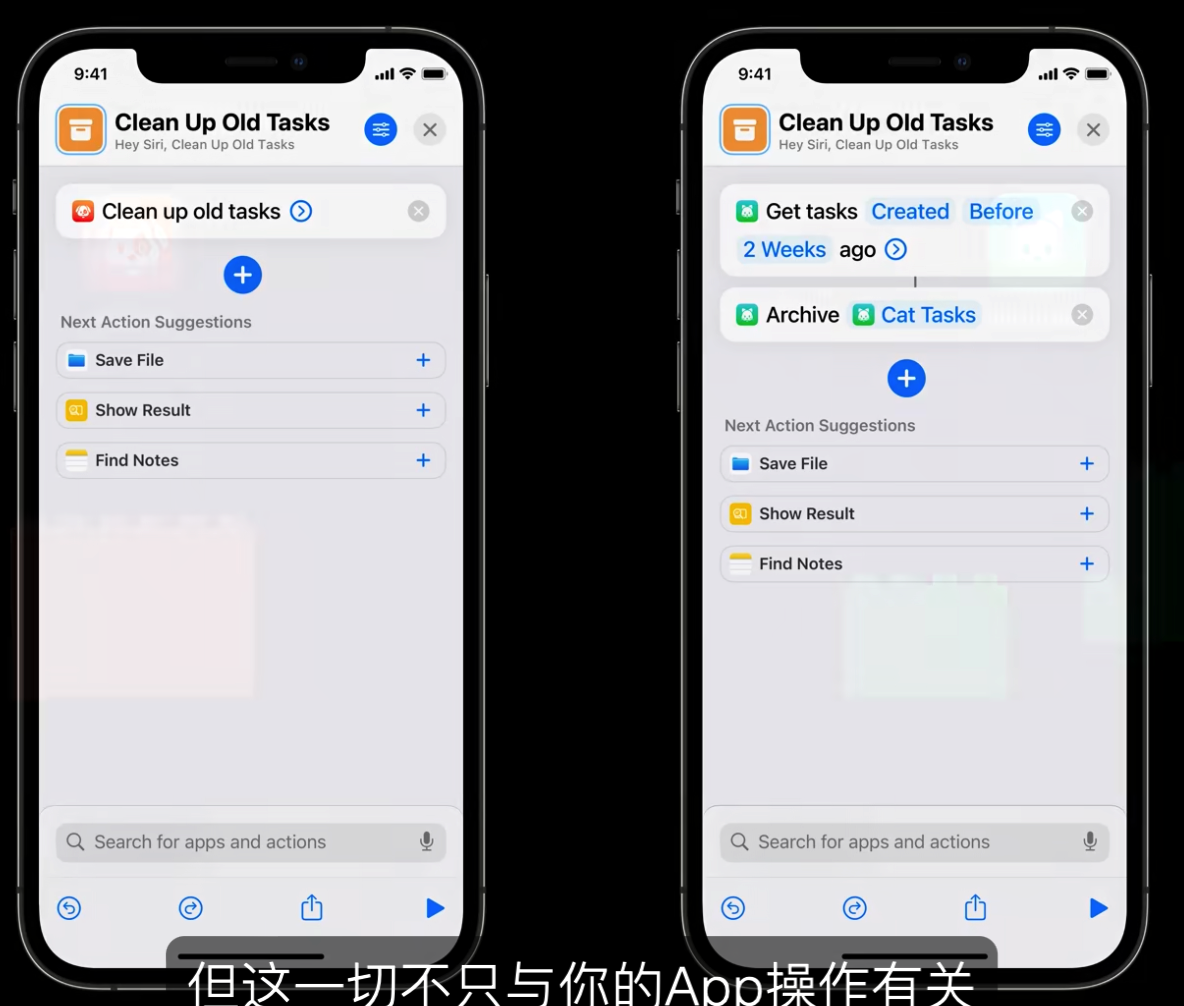 9:41
Clean Up Old Tasks
Hey Siri, Clean Up Old Tasks
Clean up old tasks
Next Action Suggestions
Save File
Show Result
Find Notes
Search for apps and actions
9:41
Clean Up Old Tasks
Hey Siri, Clean Up Old Tasks
Get tasks Created Before
2 Weeks ago
Archive Cat Tasks
Next Action Suggestions
Save File
Show Result
Find Notes
Search for apps and actions
但这一切不只与你的App操作有关